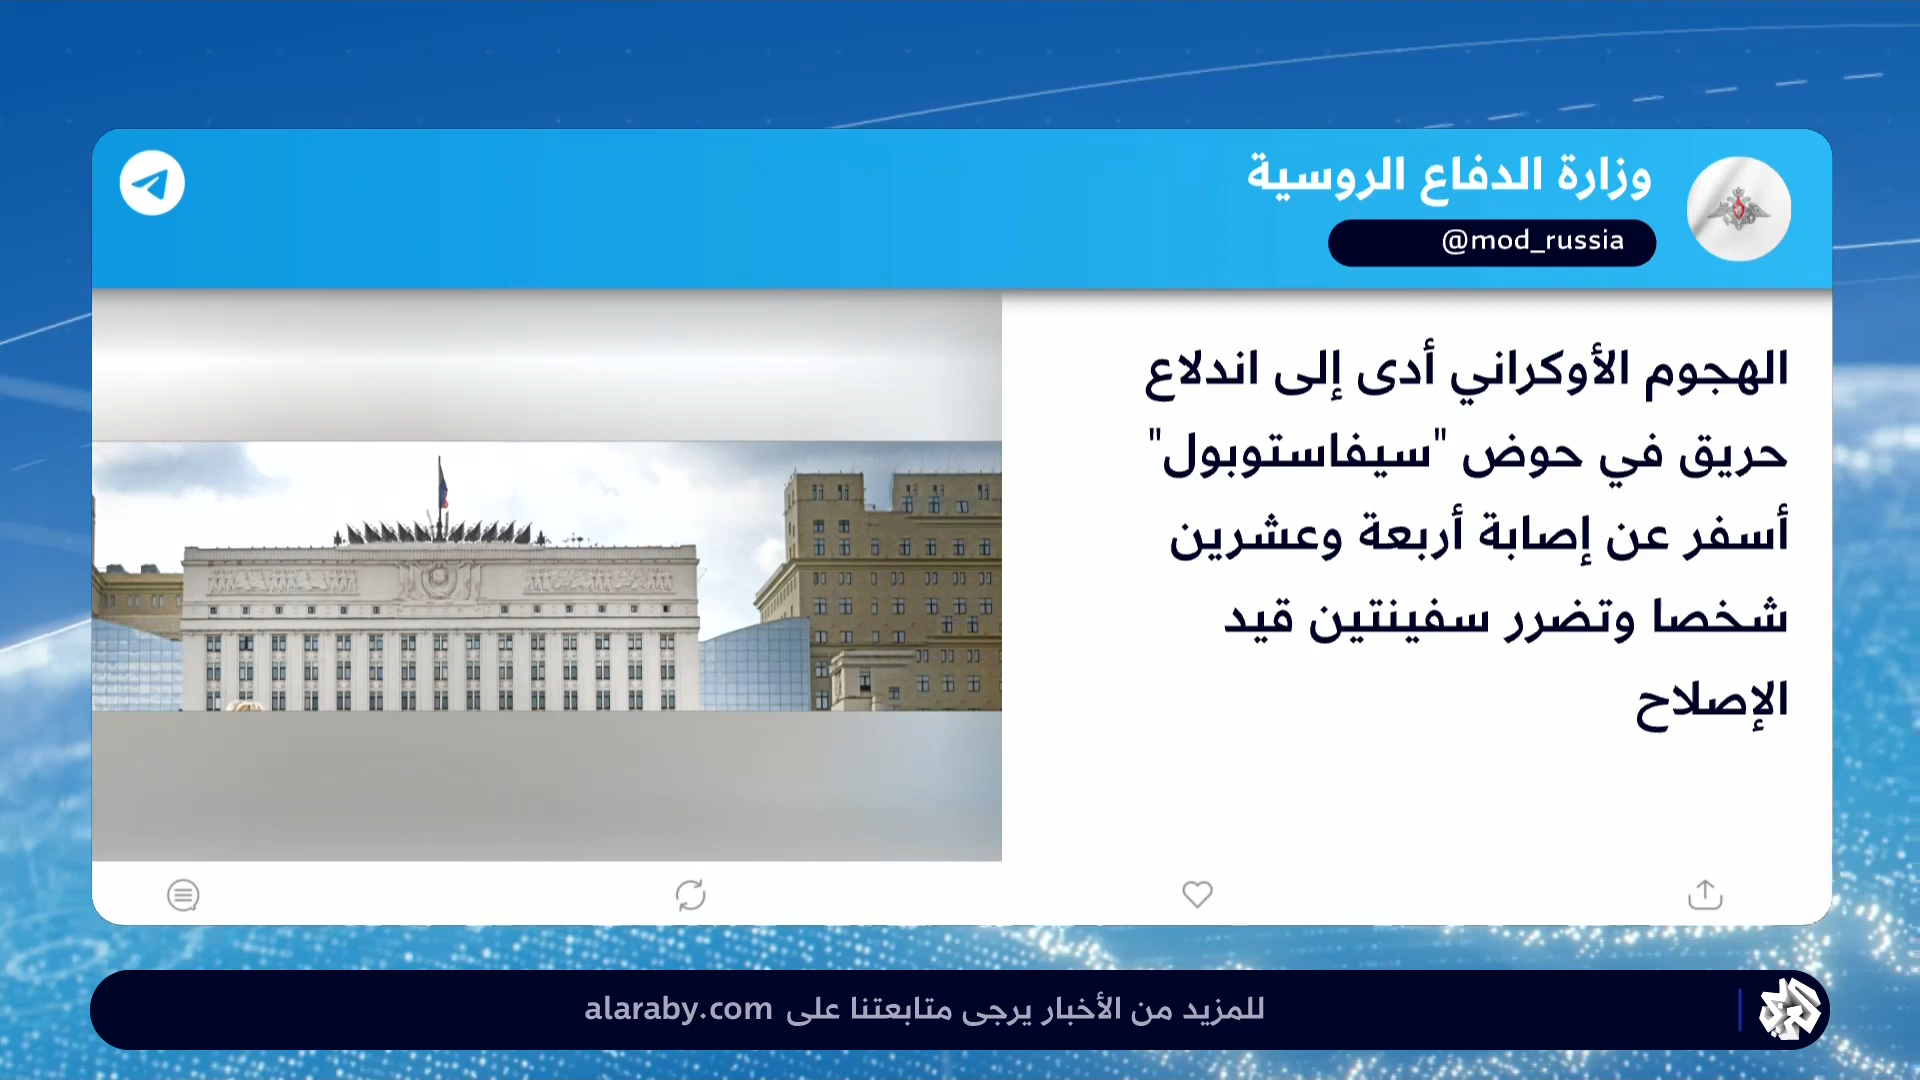 وزارة الدفاع الروسية
@mod_russia
الهجوم الأوكراني أدى إلى اندلاع
حريق في حوض "سيفاستوبول"
أسفر عن إصابة أربعة وعشرين
شخصا وتضرر سفينتين قيد
الإصلاح
للمزيد من الأخبار يرجى متابعتنا على alaraby.com